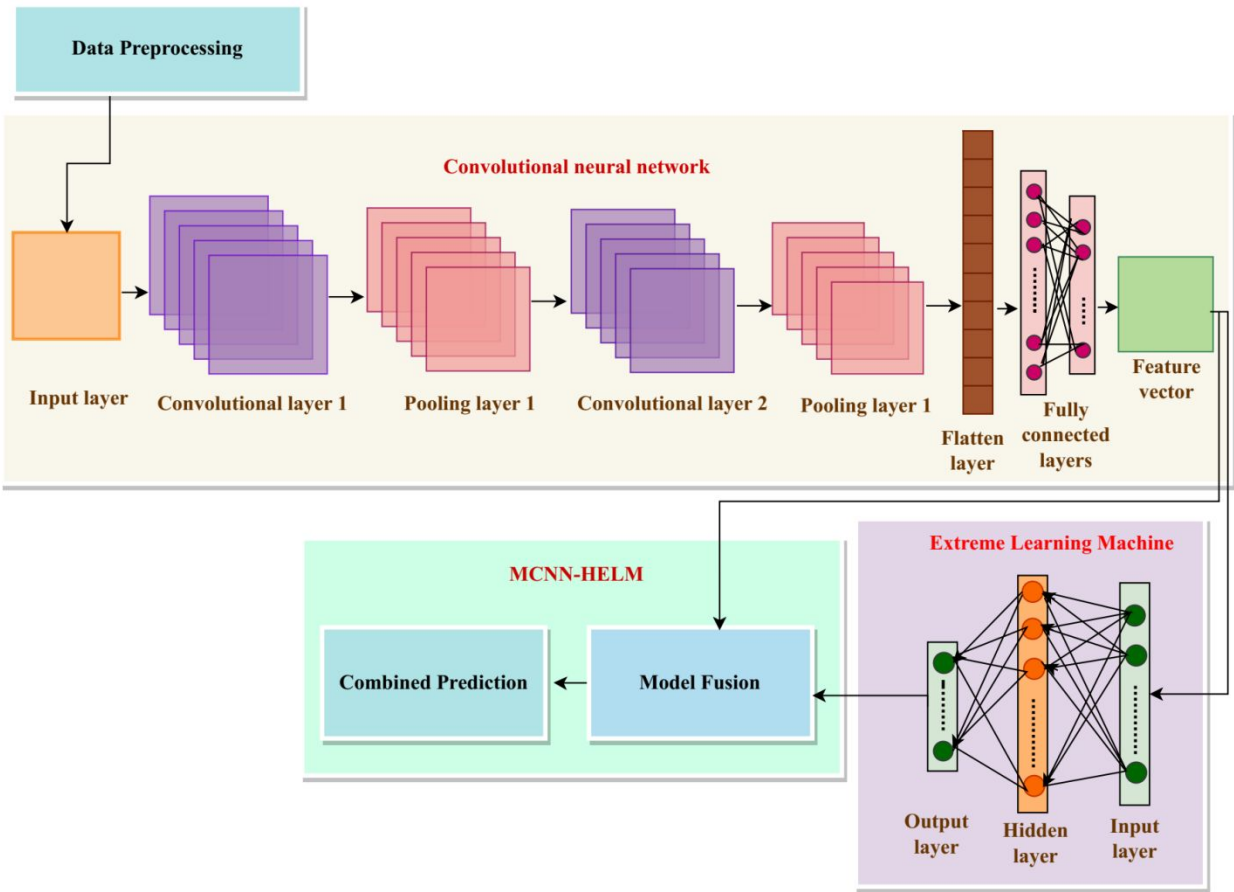 Data Preprocessing
Convolutional neural network
Input layer
Convolutional layer 1
Pooling layer 1
Convolutional layer 2
Pooling layer 1
Flatten
layer
Fully
connected
layers
Feature
vector
MCNN-HELM
Combined Prediction
Model Fusion
Extreme Learning Machine
Output
layer
Hidden
layer
Input
layer